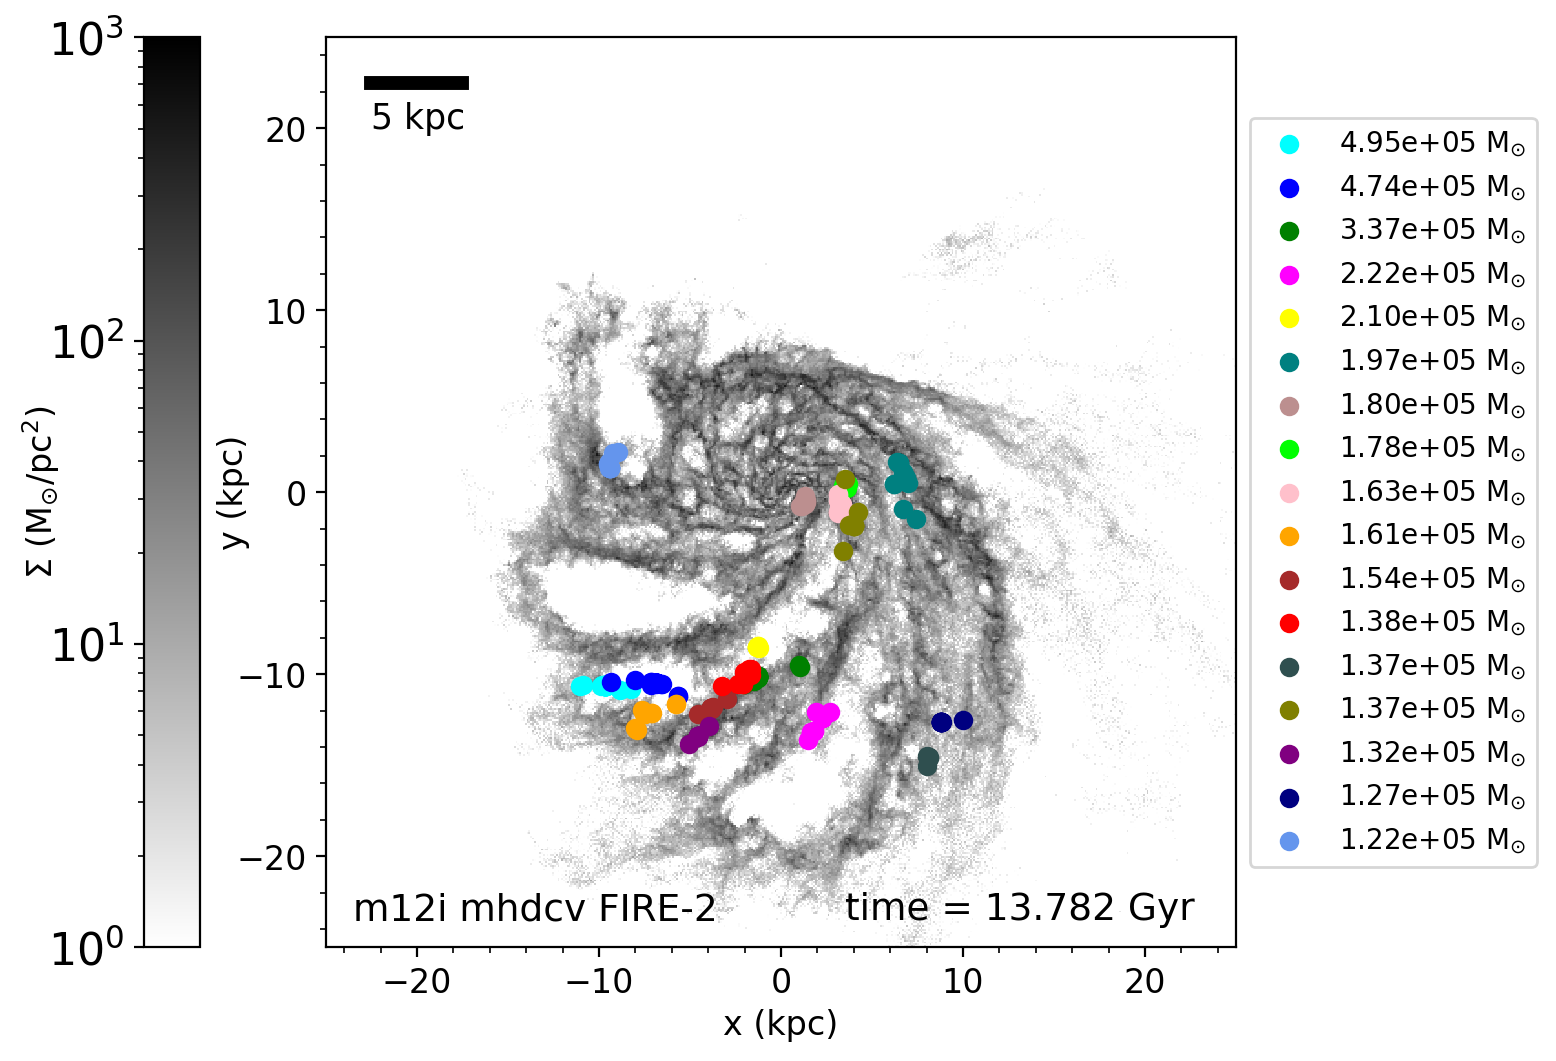 10³
10²
10¹
10⁰
Σ (M⊙/pc²)
20
10
0
−10
−20
y (kpc)
5 kpc
m12i mhdcv FIRE-2
time = 13.782 Gyr
−20
−10
0
10
20
x (kpc)
4.95e+05 M⊙
4.74e+05 M⊙
3.37e+05 M⊙
2.22e+05 M⊙
2.10e+05 M⊙
1.97e+05 M⊙
1.80e+05 M⊙
1.78e+05 M⊙
1.63e+05 M⊙
1.61e+05 M⊙
1.54e+05 M⊙
1.38e+05 M⊙
1.37e+05 M⊙
1.37e+05 M⊙
1.32e+05 M⊙
1.27e+05 M⊙
1.22e+05 M⊙